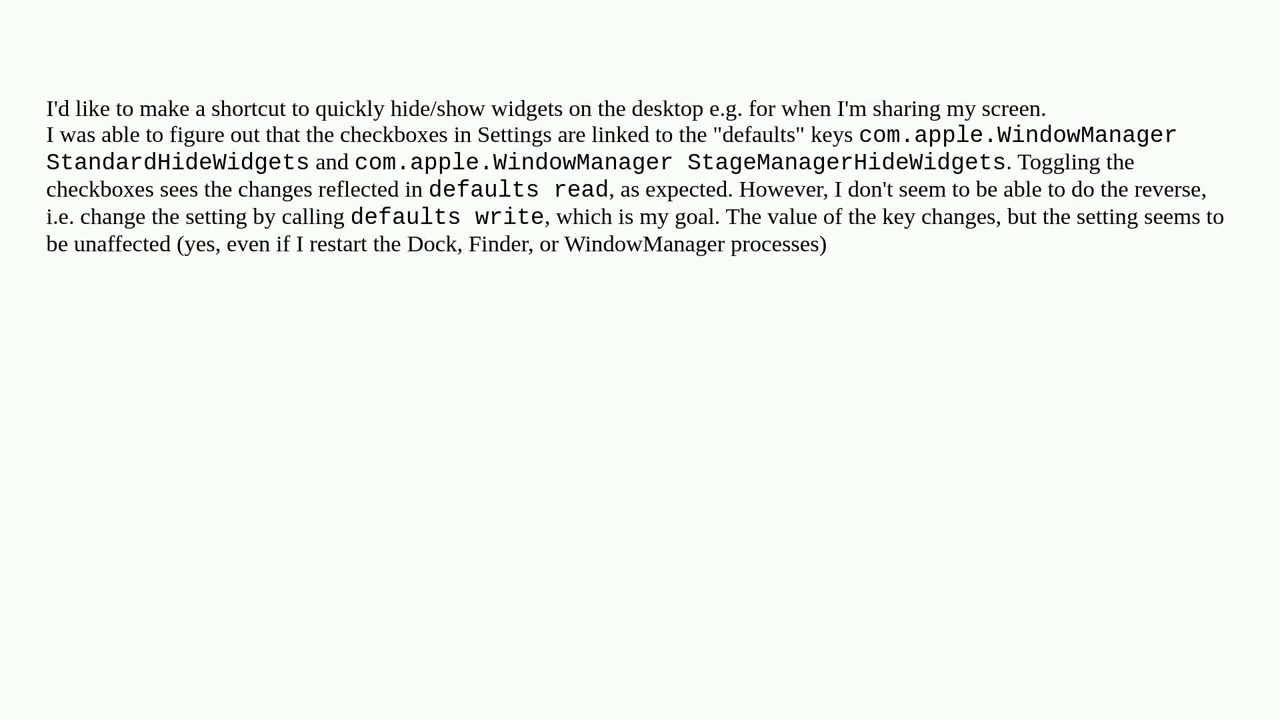 I'd like to make a shortcut to quickly hide/show widgets on the desktop e.g. for when I'm sharing my screen.
I was able to figure out that the checkboxes in Settings are linked to the "defaults" keys com.apple.WindowManager
StandardHideWidgets and com.apple.WindowManager StageManagerHideWidgets. Toggling the
checkboxes sees the changes reflected in defaults read, as expected. However, I don't seem to be able to do the reverse,
i.e. change the setting by calling defaults write, which is my goal. The value of the key changes, but the setting seems to
be unaffected (yes, even if I restart the Dock, Finder, or WindowManager processes)